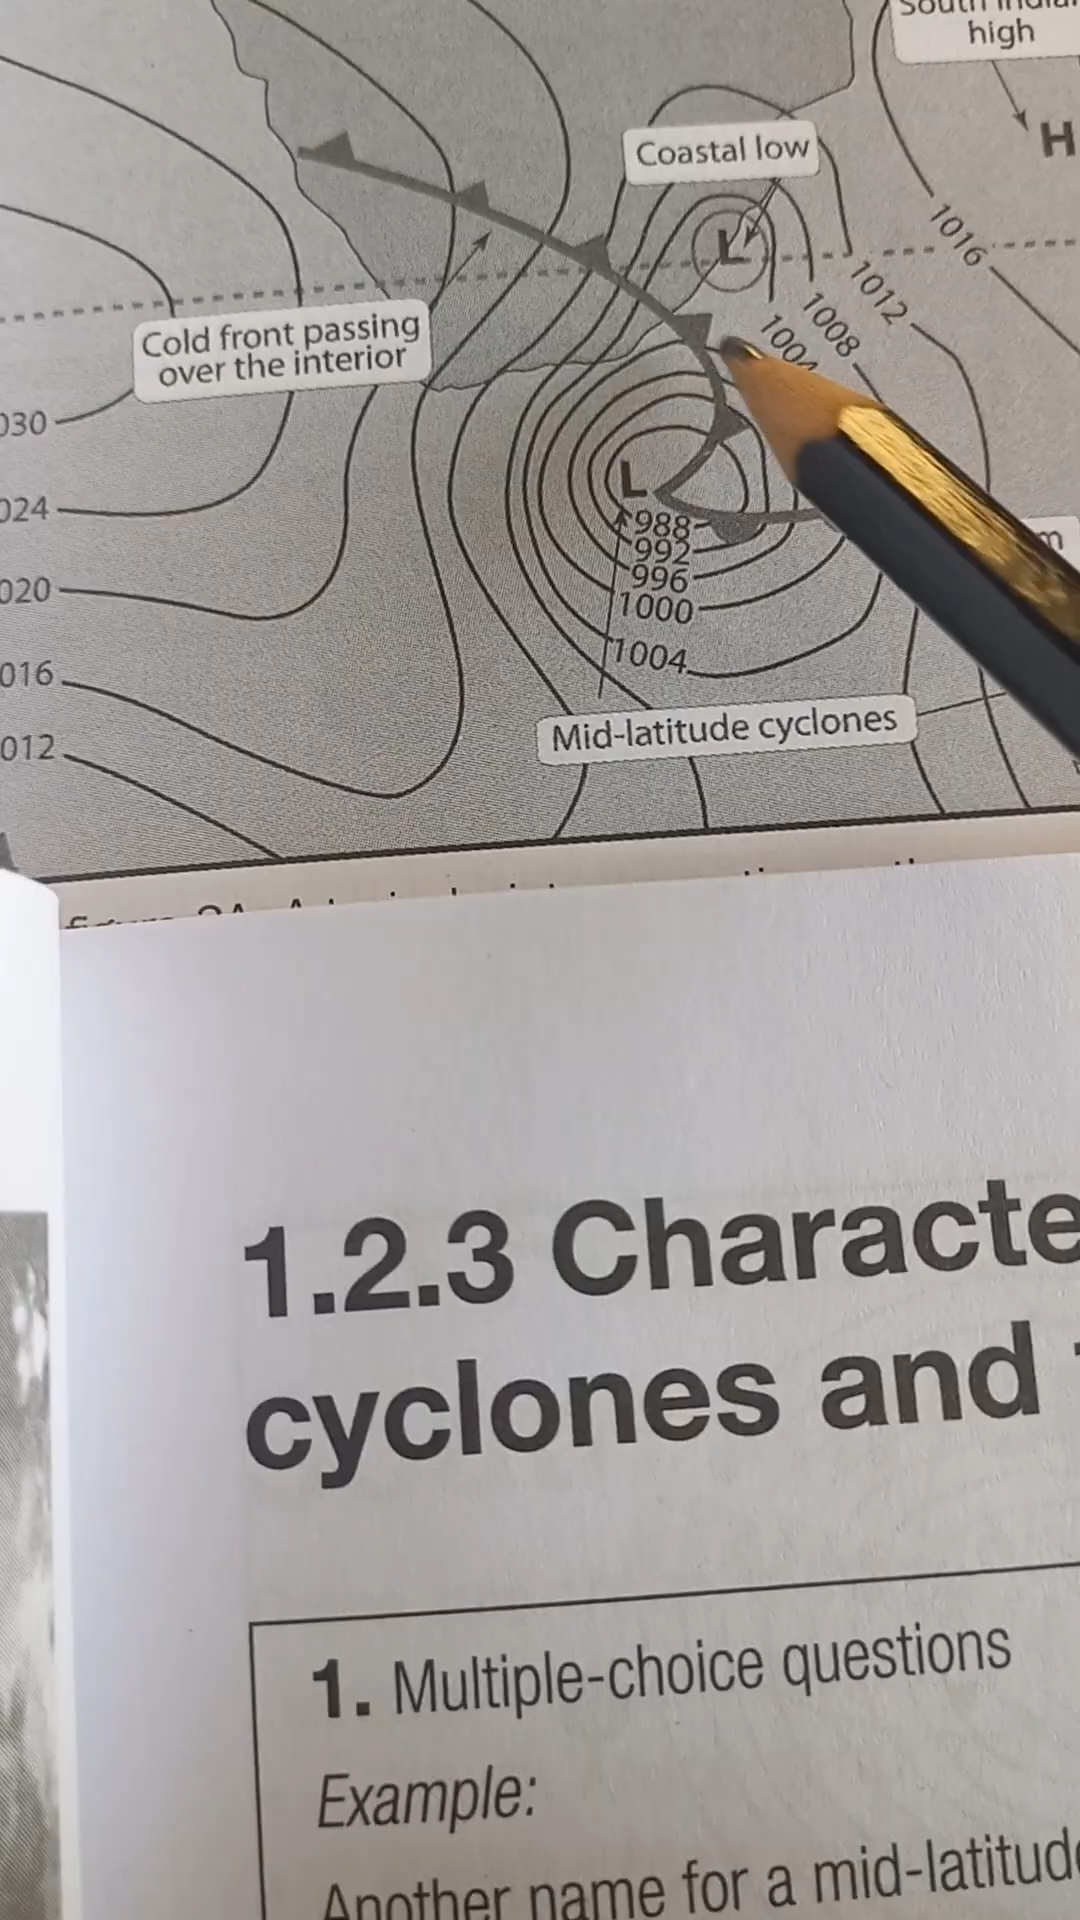 high
H
Coastal low
L
1016
1012
1008
1004
Cold front passing
over the interior
030
024
020
016
012
L
988
992
996
1000
1004
m
Mid-latitude cyclones
1.2.3 Characte
cyclones and
1. Multiple-choice questions
Example:
Another name for a mid-latitud